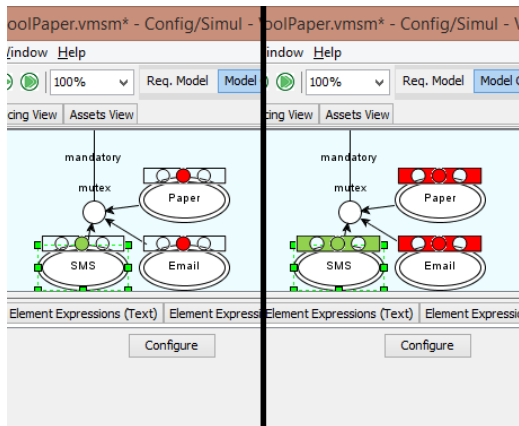 oolPaper.vmsm* - Config/Simul - V
Window Help
100% Req. Model Model
cing View Assets View
mandatory
mutex
Paper
SMS
Email
Element Expressions (Text) Element Expressi
Configure
oolPaper.vmsm* - Config/Simul -
indow Help
100% Req. Model Model C
ing View Assets View
mandatory
mutex
Paper
SMS
Email
Element Expressions (Text) Element Expressio
Configure